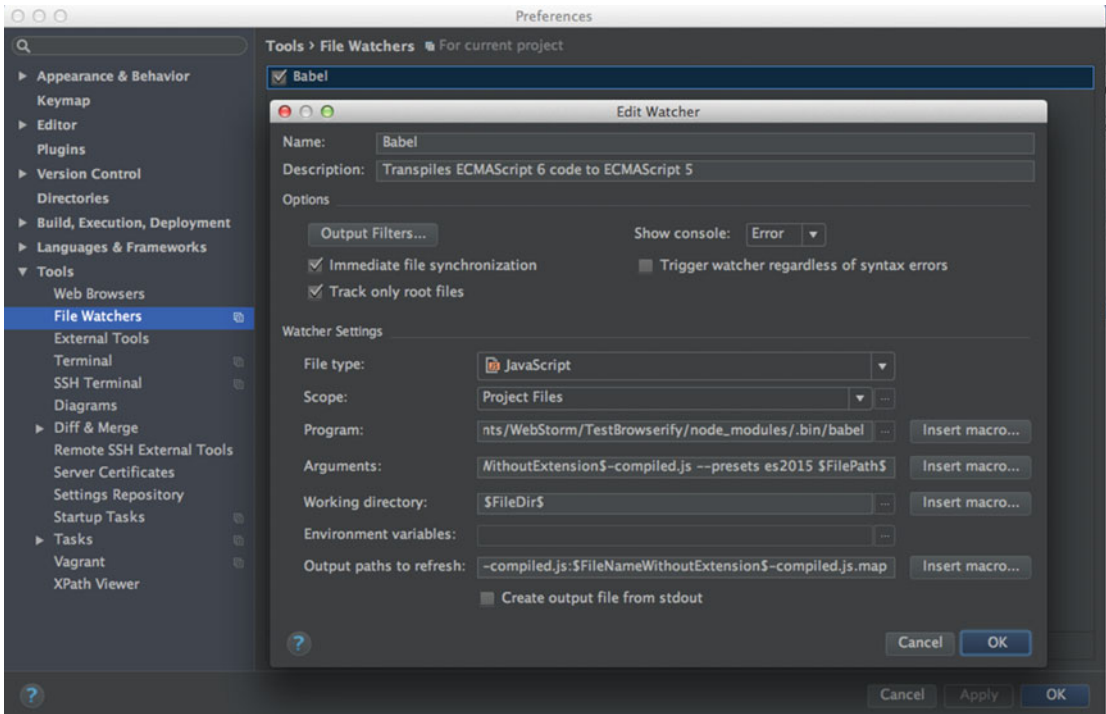 Preferences
Tools › File Watchers For current project
Appearance & Behavior
Keymap
Editor
Plugins
Version Control
Directories
Build, Execution, Deployment
Languages & Frameworks
Tools
Web Browsers
File Watchers
External Tools
Terminal
SSH Terminal
Diagrams
Diff & Merge
Remote SSH External Tools
Server Certificates
Settings Repository
Startup Tasks
Tasks
Vagrant
XPath Viewer
Babel
Edit Watcher
Name: Babel
Description: Transpiles ECMAScript 6 code to ECMAScript 5
Options
Output Filters... Show console: Error
Immediate file synchronization Trigger watcher regardless of syntax errors
Track only root files
Watcher Settings
File type: JavaScript
Scope: Project Files ...
Program: nts/WebStorm/TestBrowserify/node_modules/.bin/babel ... Insert macro...
Arguments: WithoutExtension$-compiled.js --presets es2015 $FilePath$ Insert macro...
Working directory: $FileDir$ ... Insert macro...
Environment variables: ...
Output paths to refresh: -compiled.js:$FileNameWithoutExtension$-compiled.js.map Insert macro...
Create output file from stdout
? Cancel OK
? Cancel Apply OK